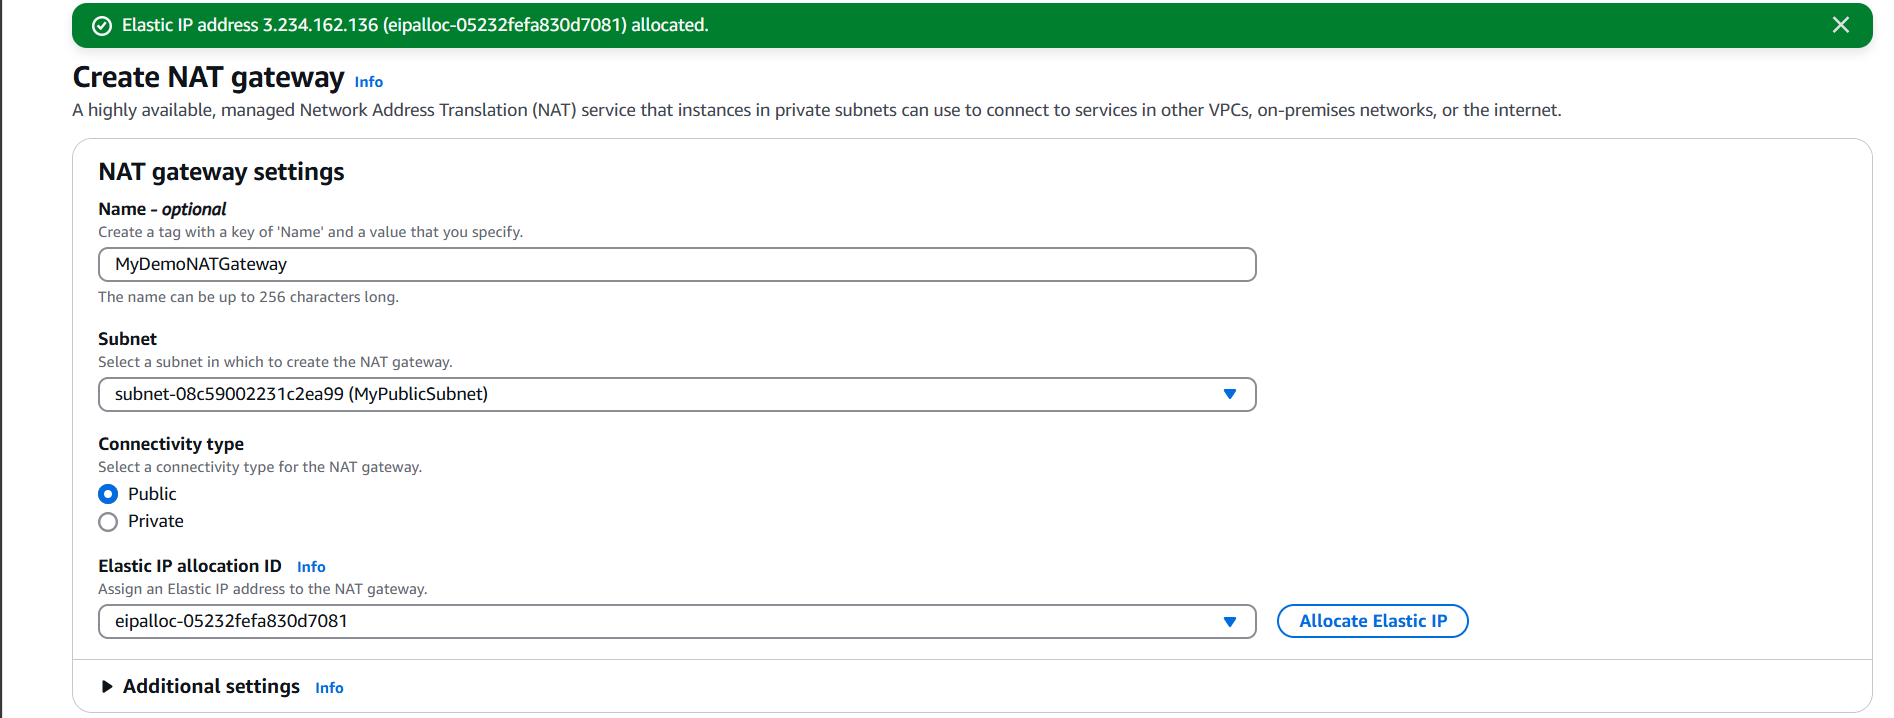 Elastic IP address 3.234.162.136 (eipalloc-05232fefa830d7081) allocated.
Create NAT gateway Info
A highly available, managed Network Address Translation (NAT) service that instances in private subnets can use to connect to services in other VPCs, on-premises networks, or the internet.
NAT gateway settings
Name - optional
Create a tag with a key of 'Name' and a value that you specify.
MyDemoNATGateway
The name can be up to 256 characters long.
Subnet
Select a subnet in which to create the NAT gateway.
subnet-08c59002231c2ea99 (MyPublicSubnet)
Connectivity type
Select a connectivity type for the NAT gateway.
Public
Private
Elastic IP allocation ID Info
Assign an Elastic IP address to the NAT gateway.
eipalloc-05232fefa830d7081 Allocate Elastic IP
Additional settings Info